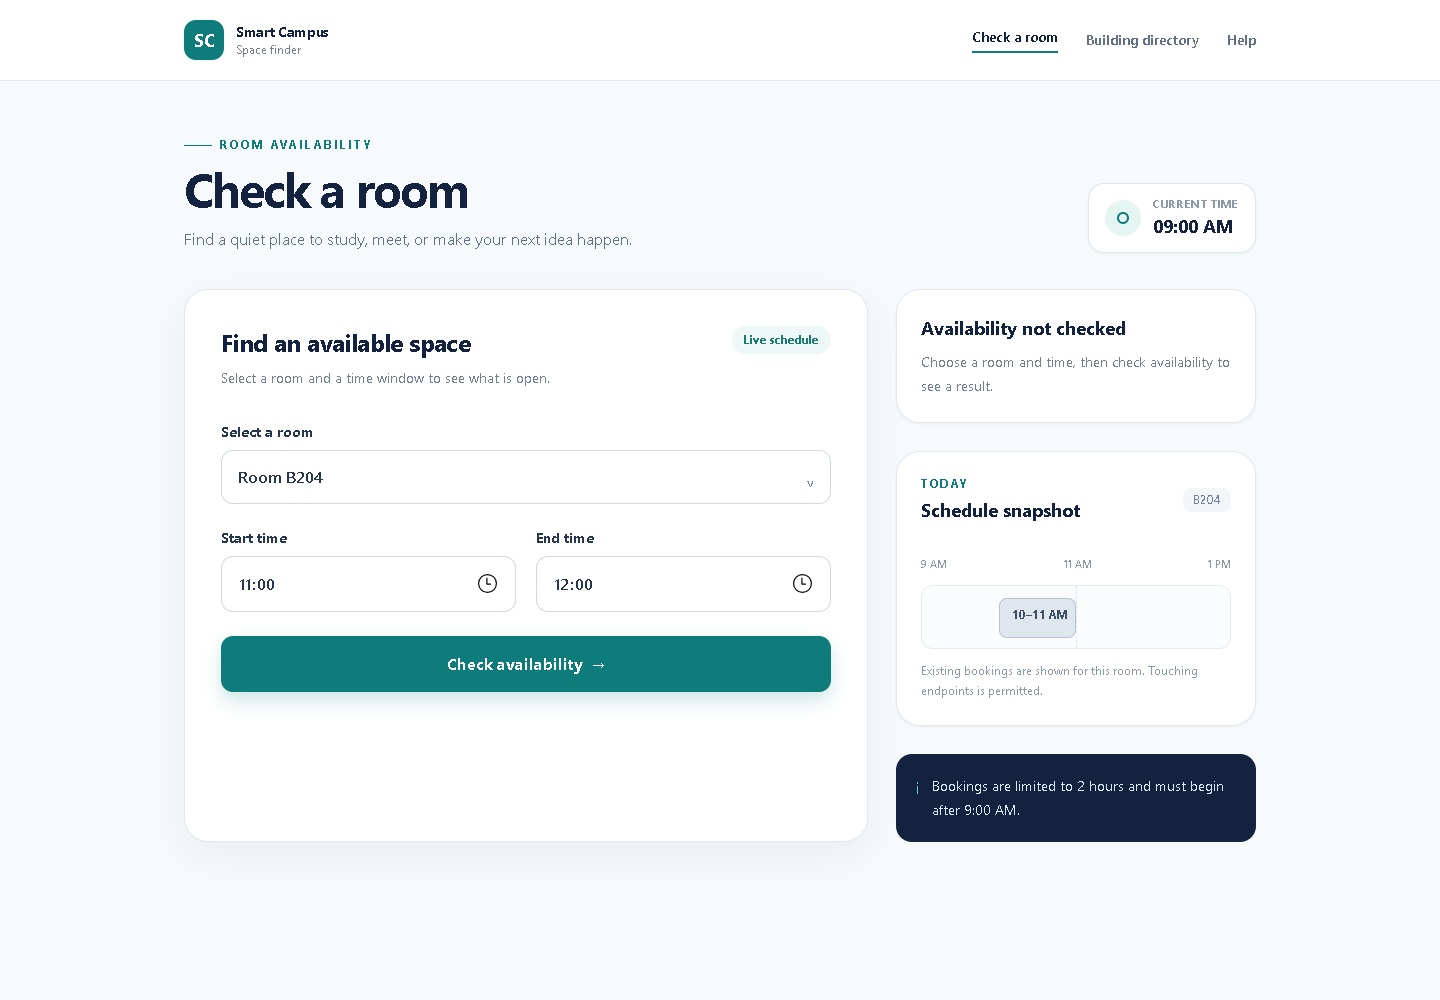 SC
Smart Campus
Space finder
Check a room
Building directory
Help
ROOM AVAILABILITY
Check a room
Find a quiet place to study, meet, or make your next idea happen.
CURRENT TIME
09:00 AM
Find an available space
Live schedule
Select a room and a time window to see what is open.
Select a room
Room B204
v
Start time
End time
11:00
12:00
Check availability →
Availability not checked
Choose a room and time, then check availability to
see a result.
TODAY
Schedule snapshot
B204
9 AM
11 AM
1 PM
10–11 AM
Existing bookings are shown for this room. Touching
endpoints is permitted.
i Bookings are limited to 2 hours and must begin
after 9:00 AM.